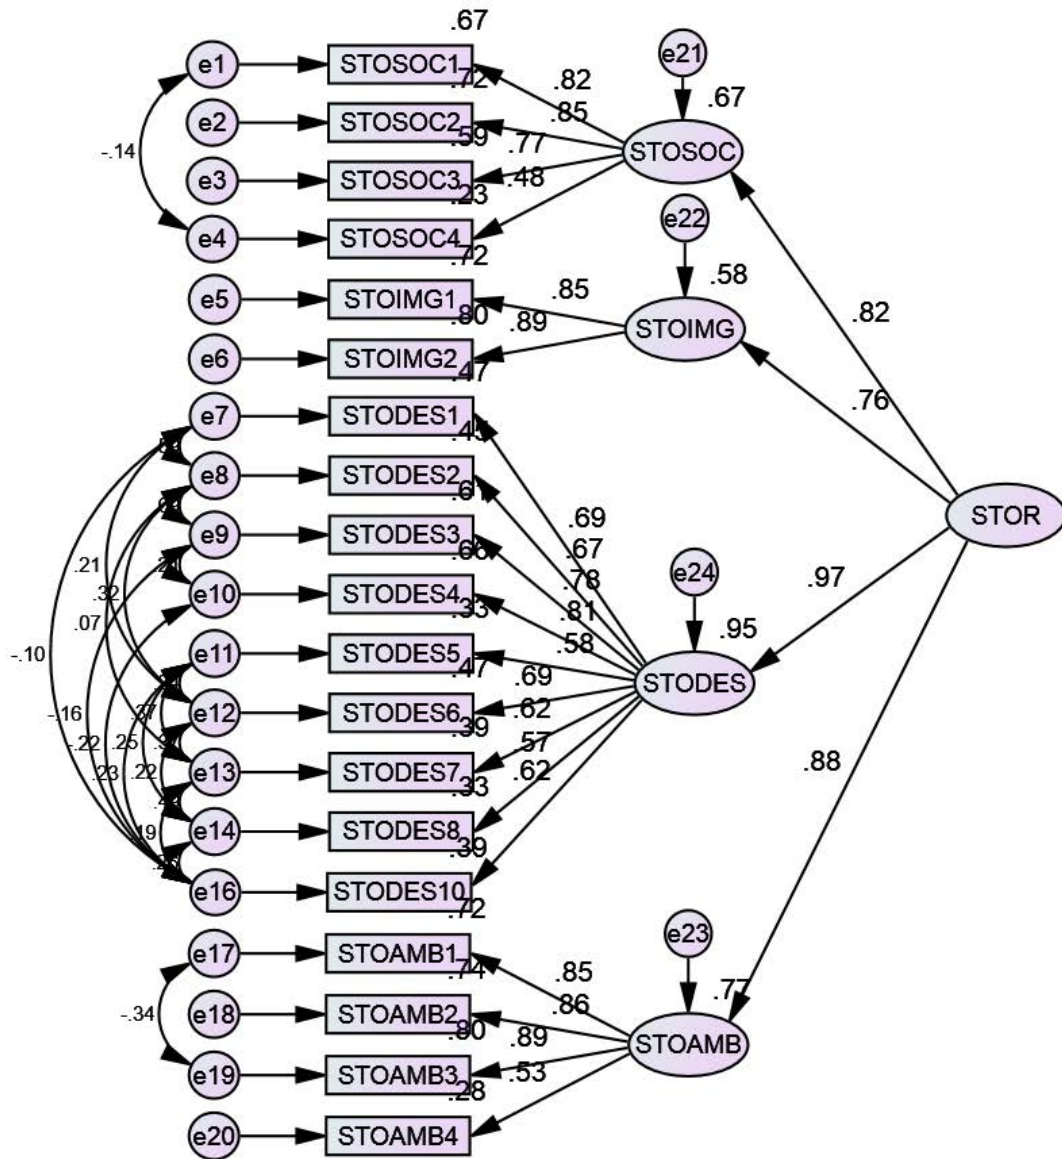 .67
e1 STOSOC1 e21
.72 .82 .67
e2 STOSOC2 .85 STOSOC
-.14 .59 .77
e3 STOSOC3 .48
.23 e22
e4 STOSOC4
.72 .58
e5 STOIMG1 .85 .82
.80 .89 STOIMG
e6 STOIMG2
.47 .76
e7 STODES1
e8 STODES2
STOR
e9 STODES3 .69
.66 .67
.21 .78 e24 .97
.32 e10 STODES4 .81
.07 .33 .58 .95
-.10 e11 STODES5
.47 .69 STODES
.37 e12 STODES6 .62
-.16 .39 .57
-.22 .25 e13 STODES7 .62 .88
.23 .22 .33
e14 STODES8
.19 .39
e16 STODES10
.72 e23
e17 STOAMB1 .85
.74 .77
-.34 e18 STOAMB2 .86
.80 .89 STOAMB
e19 STOAMB3 .53
.28
e20 STOAMB4